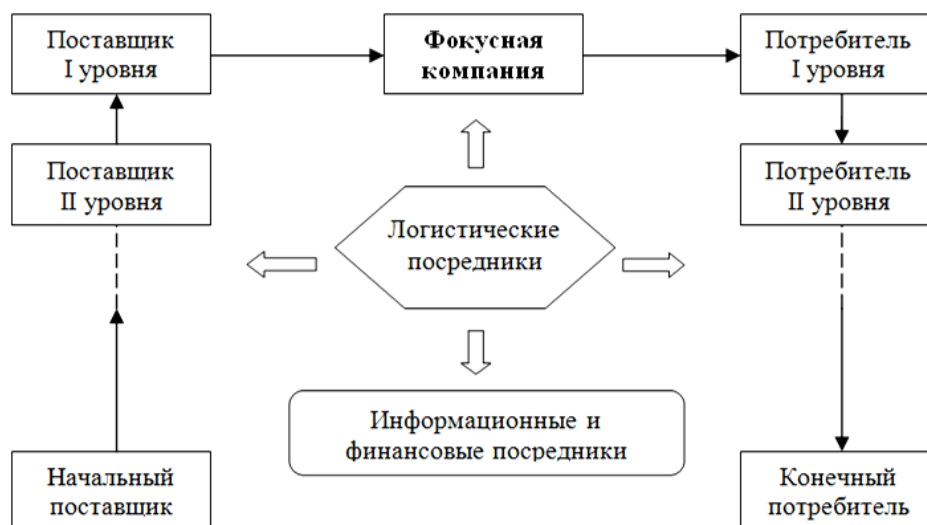 Поставщик
I уровня
Фокусная
компания
Потребитель
I уровня
Поставщик
II уровня
Потребитель
II уровня
Логистические
посредники
Информационные и
финансовые посредники
Начальный
поставщик
Конечный
потребитель